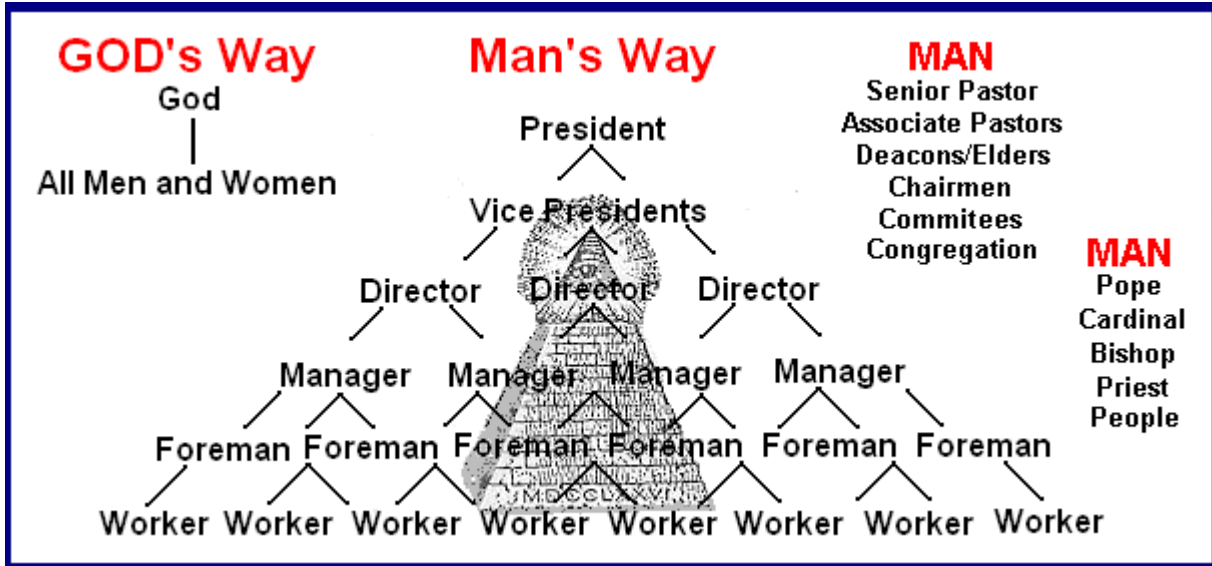 GOD's Way
God
All Men and Women
Man's Way
President
Vice Presidents
Director Director Director
Manager Manager Manager Manager
Foreman Foreman Foreman Foreman Foreman Foreman
Worker Worker Worker Worker Worker Worker Worker Worker
MDCCLXXVI
MAN
Senior Pastor
Associate Pastors
Deacons/Elders
Chairmen
Commitees
Congregation
MAN
Pope
Cardinal
Bishop
Priest
People